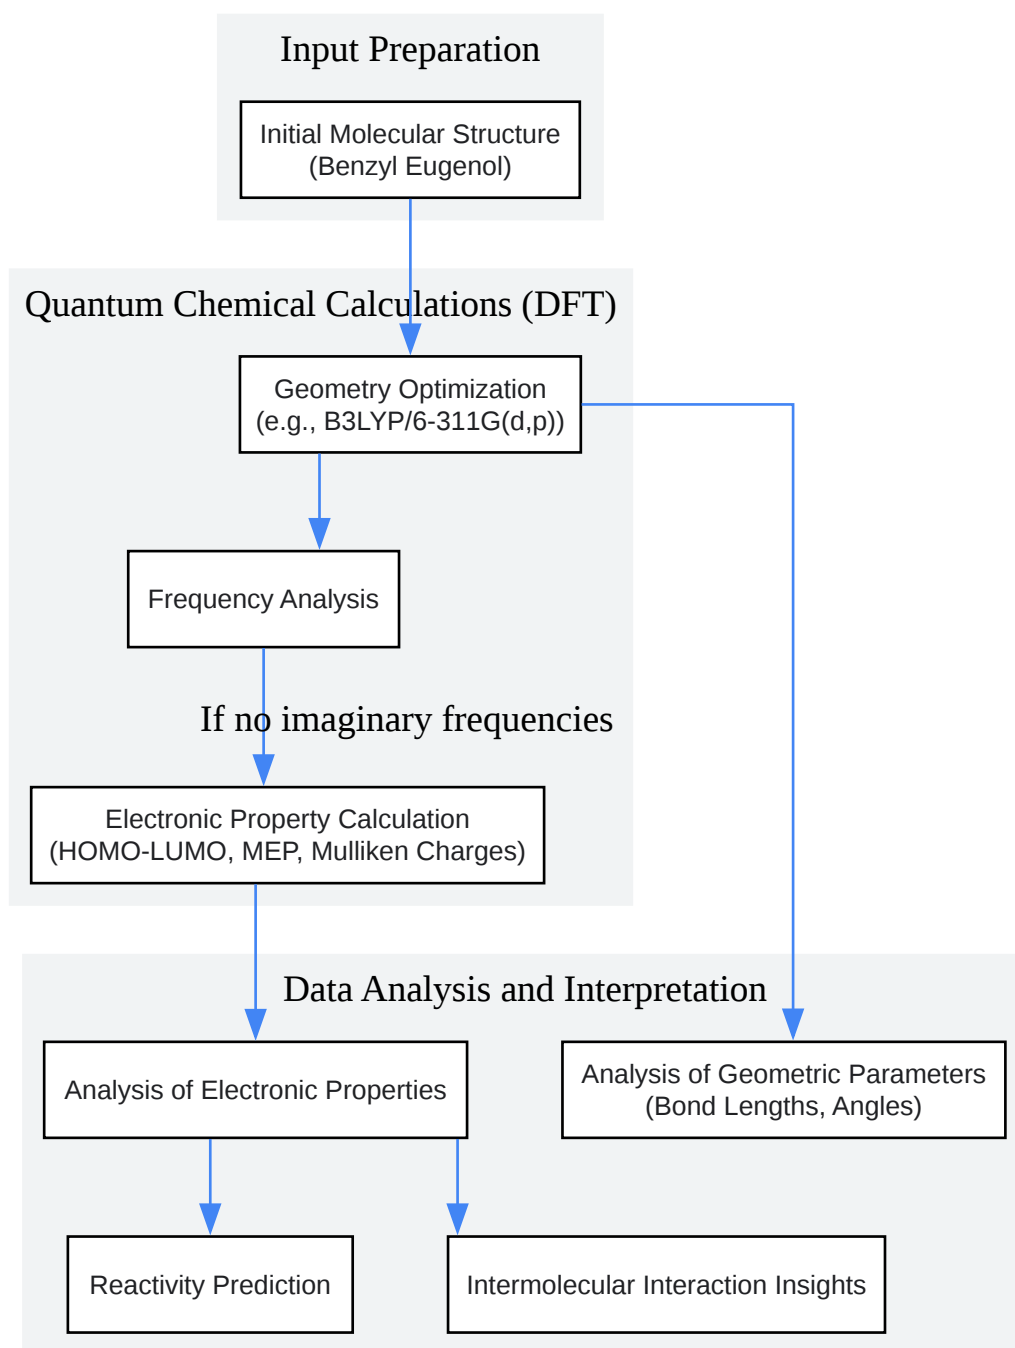 Input Preparation
Initial Molecular Structure
(Benzyl Eugenol)
Quantum Chemical Calculations (DFT)
Geometry Optimization
(e.g., B3LYP/6-311G(d,p))
Frequency Analysis
If no imaginary frequencies
Electronic Property Calculation
(HOMO-LUMO, MEP, Mulliken Charges)
Data Analysis and Interpretation
Analysis of Electronic Properties
Analysis of Geometric Parameters
(Bond Lengths, Angles)
Reactivity Prediction
Intermolecular Interaction Insights